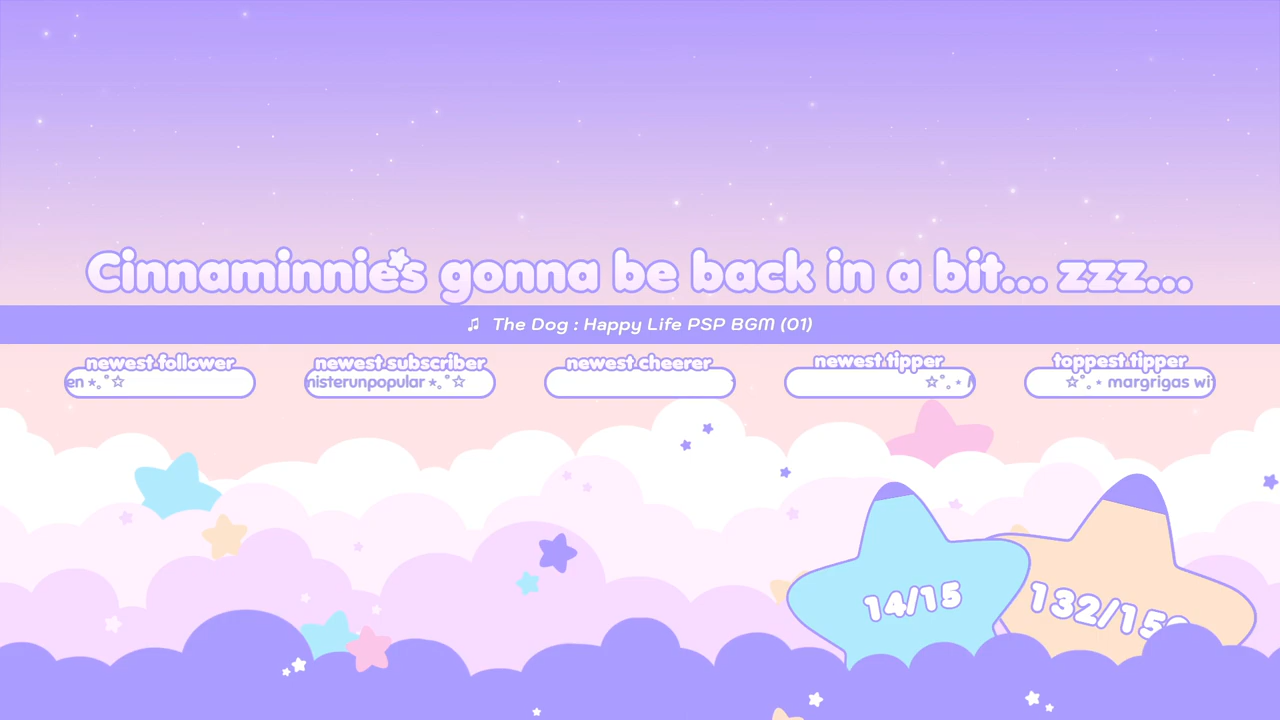 Cinnaminnie's gonna be back in a bit... zzz...
♫ The Dog : Happy Life PSP BGM (01)
newest follower
newest subscriber
newest cheerer
newest tipper
toppest tipper
en ⋆｡˚☆
misterunpopular ⋆｡˚☆
☆˚｡⋆
☆˚｡⋆ margrigas wi
14/15
132/15